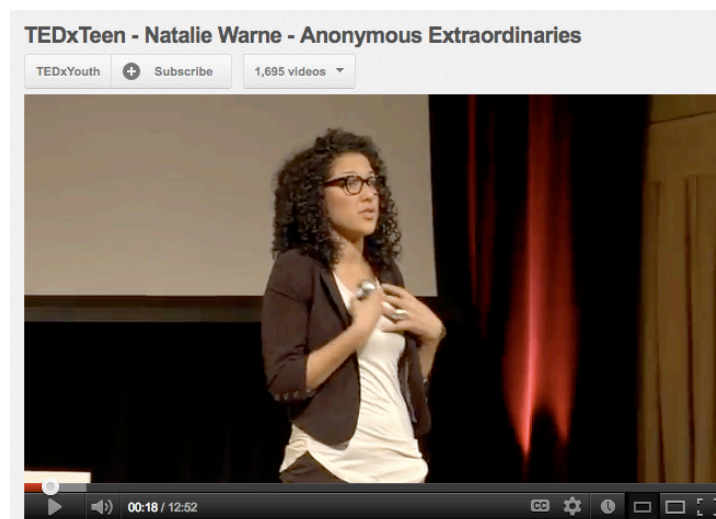 TEDxTeen - Natalie Warne - Anonymous Extraordinaries
TEDxYouth Subscribe 1,695 videos
00:18 / 12:52 CC